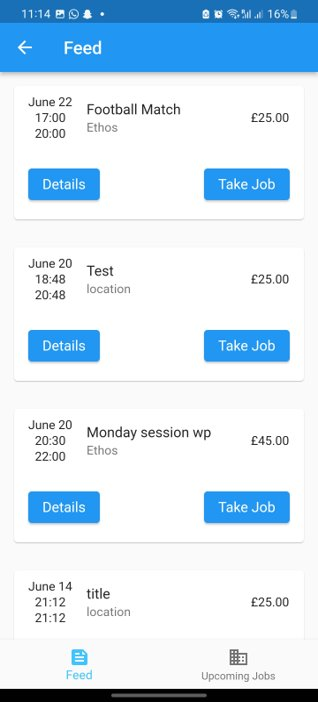 11:14
16%
Feed
June 22
17:00
20:00
Football Match
Ethos
£25.00
Details
Take Job
June 20
18:48
20:48
Test
location
£25.00
Details
Take Job
June 20
20:30
22:00
Monday session wp
Ethos
£45.00
Details
Take Job
June 14
21:12
21:12
title
location
£25.00
Feed
Upcoming Jobs